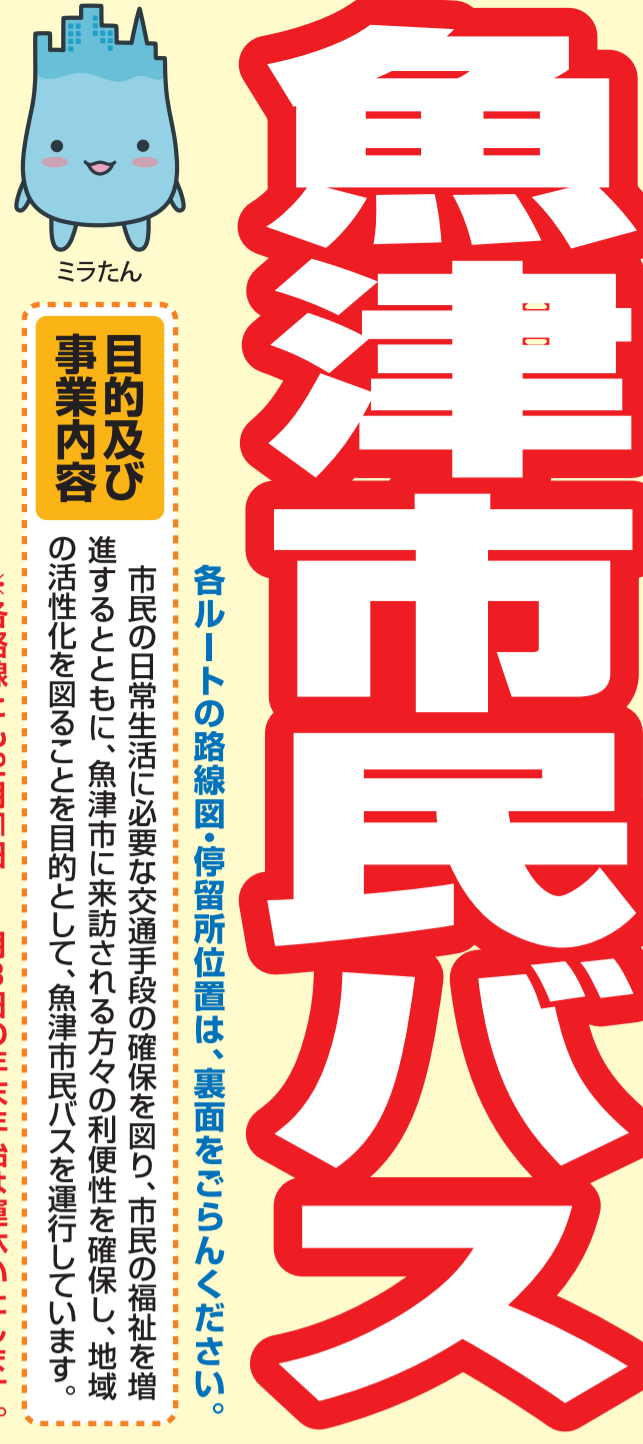 魚津市民バス
各ルートの路線図・停留所位置は、裏面をごらんください。
ミラたん
目的及び
事業内容
市民の日常生活に必要な交通手段の確保を図り、市民の福祉を増
進するとともに、魚津市に来訪される方々の利便性を確保し、地域
の活性化を図ることを目的として、魚津市民バスを運行しています。